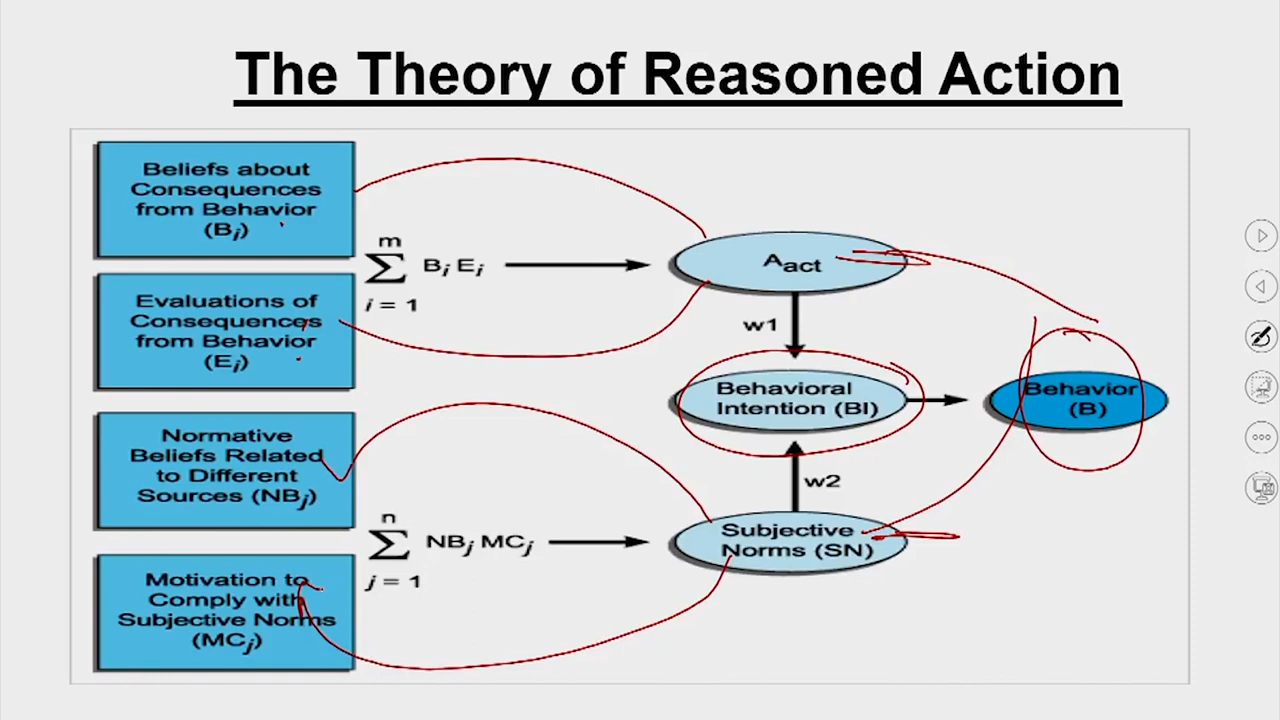 The Theory of Reasoned Action
Beliefs about
Consequences
from Behavior
(Bi)
m
∑ Bi Ei
i = 1
Aact
Evaluations of
Consequences
from Behavior
(Ei)
w1
Behavioral
Intention (BI)
Behavior
(B)
Normative
Beliefs Related
to Different
Sources (NBj)
w2
n
∑ NBj MCj
j = 1
Subjective
Norms (SN)
Motivation to
Comply with
Subjective Norms
(MCj)